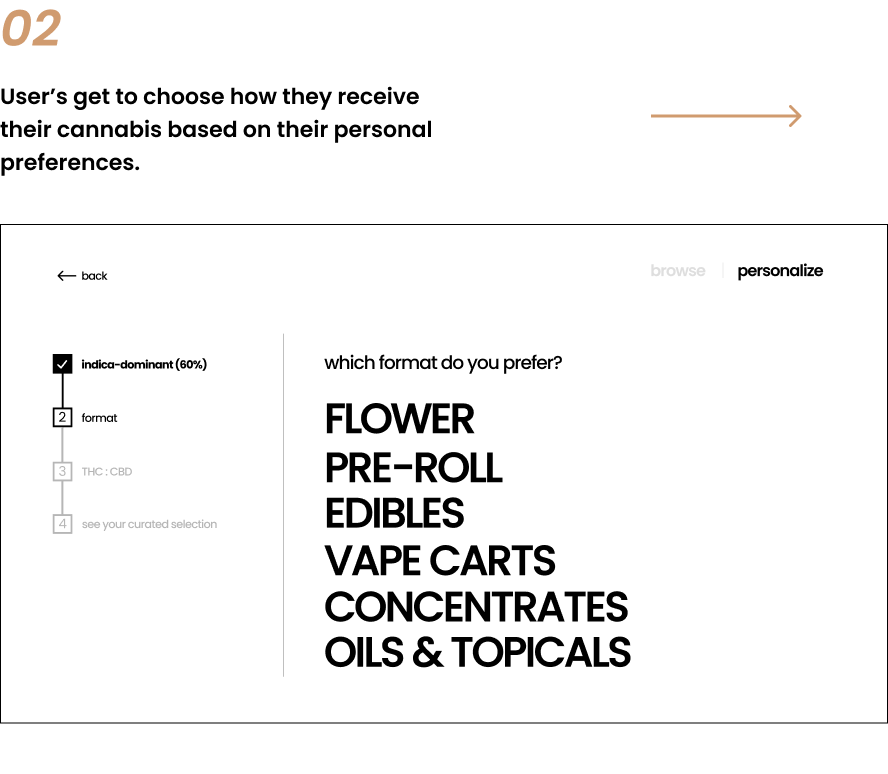 02
User’s get to choose how they receive
their cannabis based on their personal
preferences.
back
browse
personalize
indica-dominant (60%)
2 format
3 THC : CBD
4 see your curated selection
which format do you prefer?
FLOWER
PRE-ROLL
EDIBLES
VAPE CARTS
CONCENTRATES
OILS & TOPICALS